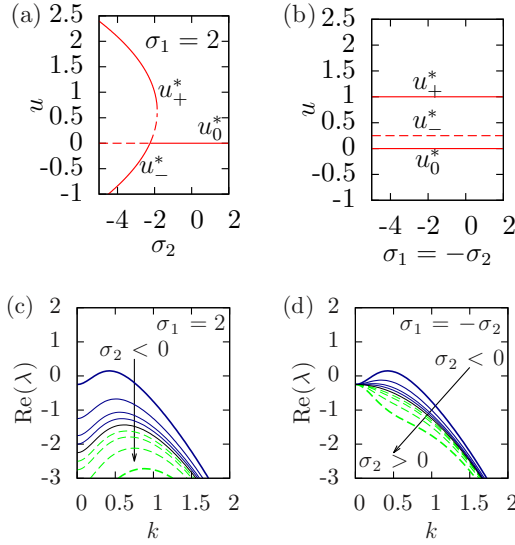 (a)
2.5
2
1.5
1
0.5
0
-0.5
-1
u
σ₁ = 2
u₊*
u₀*
u₋*
-4 -2 0 2
σ₂
(b)
2.5
2
1.5
1
0.5
0
-0.5
-1
u
u₊*
u₋*
u₀*
-4 -2 0 2
σ₁ = −σ₂
(c)
2
1
0
-1
-2
-3
Re(λ)
σ₁ = 2
σ₂ < 0
0 0.5 1 1.5 2
k
(d)
2
1
0
-1
-2
-3
Re(λ)
σ₁ = −σ₂
σ₂ < 0
σ₂ > 0
0 0.5 1 1.5 2
k